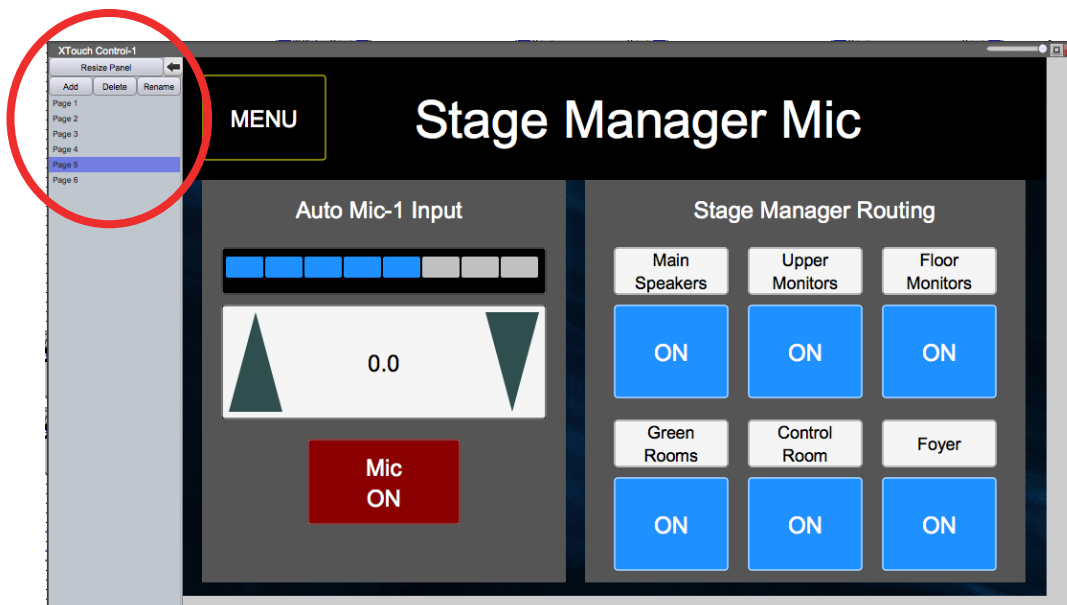 XTouch Control-1
Resize Panel
Add Delete Rename
Page 1
Page 2
Page 3
Page 4
Page 5
Page 6
MENU
Stage Manager Mic
Auto Mic-1 Input
0.0
Mic
ON
Stage Manager Routing
Main
Speakers
Upper
Monitors
Floor
Monitors
ON
ON
ON
Green
Rooms
Control
Room
Foyer
ON
ON
ON